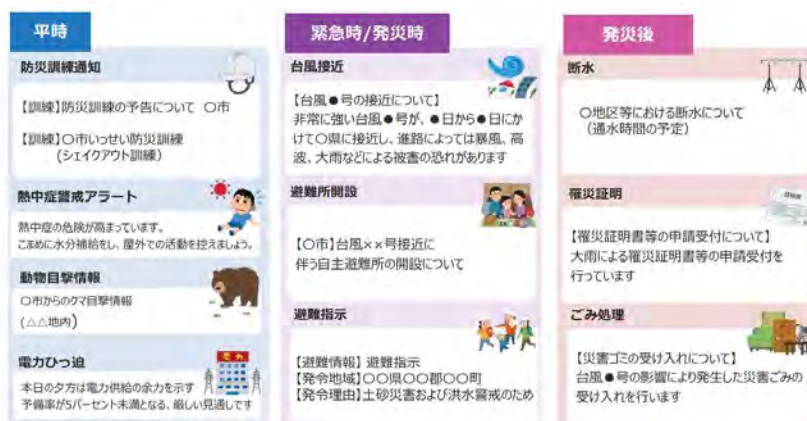 平時
防災訓練通知
【訓練】防災訓練の予告について　〇市
【訓練】〇市いっせい防災訓練
(シェイクアウト訓練)
熱中症警戒アラート
熱中症の危険が高まっています。
こまめに水分補給をし、屋外での活動を控えましょう。
動物目撃情報
〇市からのクマ目撃情報
(△△地内)
電力ひっ迫
でんき
本日の夕方は電力供給の余力を示す
予備率が5パーセント未満となる、厳しい見通しです
緊急時/発災時
台風接近
【台風●号の接近について】
非常に強い台風●号が、●日から●日にか
けて〇県に接近し、進路によっては暴風、高
波、大雨などによる被害の恐れがあります
避難所開設
【〇市】台風××号接近に
伴う自主避難所の開設について
避難指示
【避難情報】 避難指示
【発令地域】〇〇県〇〇郡〇〇町
【発令理由】土砂災害および洪水警戒のため
発災後
断水
〇地区等における断水について
（通水時間の予定）
罹災証明
【罹災証明書等の申請受付について】
大雨による罹災証明書等の申請受付を
行っています
ごみ処理
【災害ゴミの受け入れについて】
台風●号の影響により発生した災害ごみの
受け入れを行います